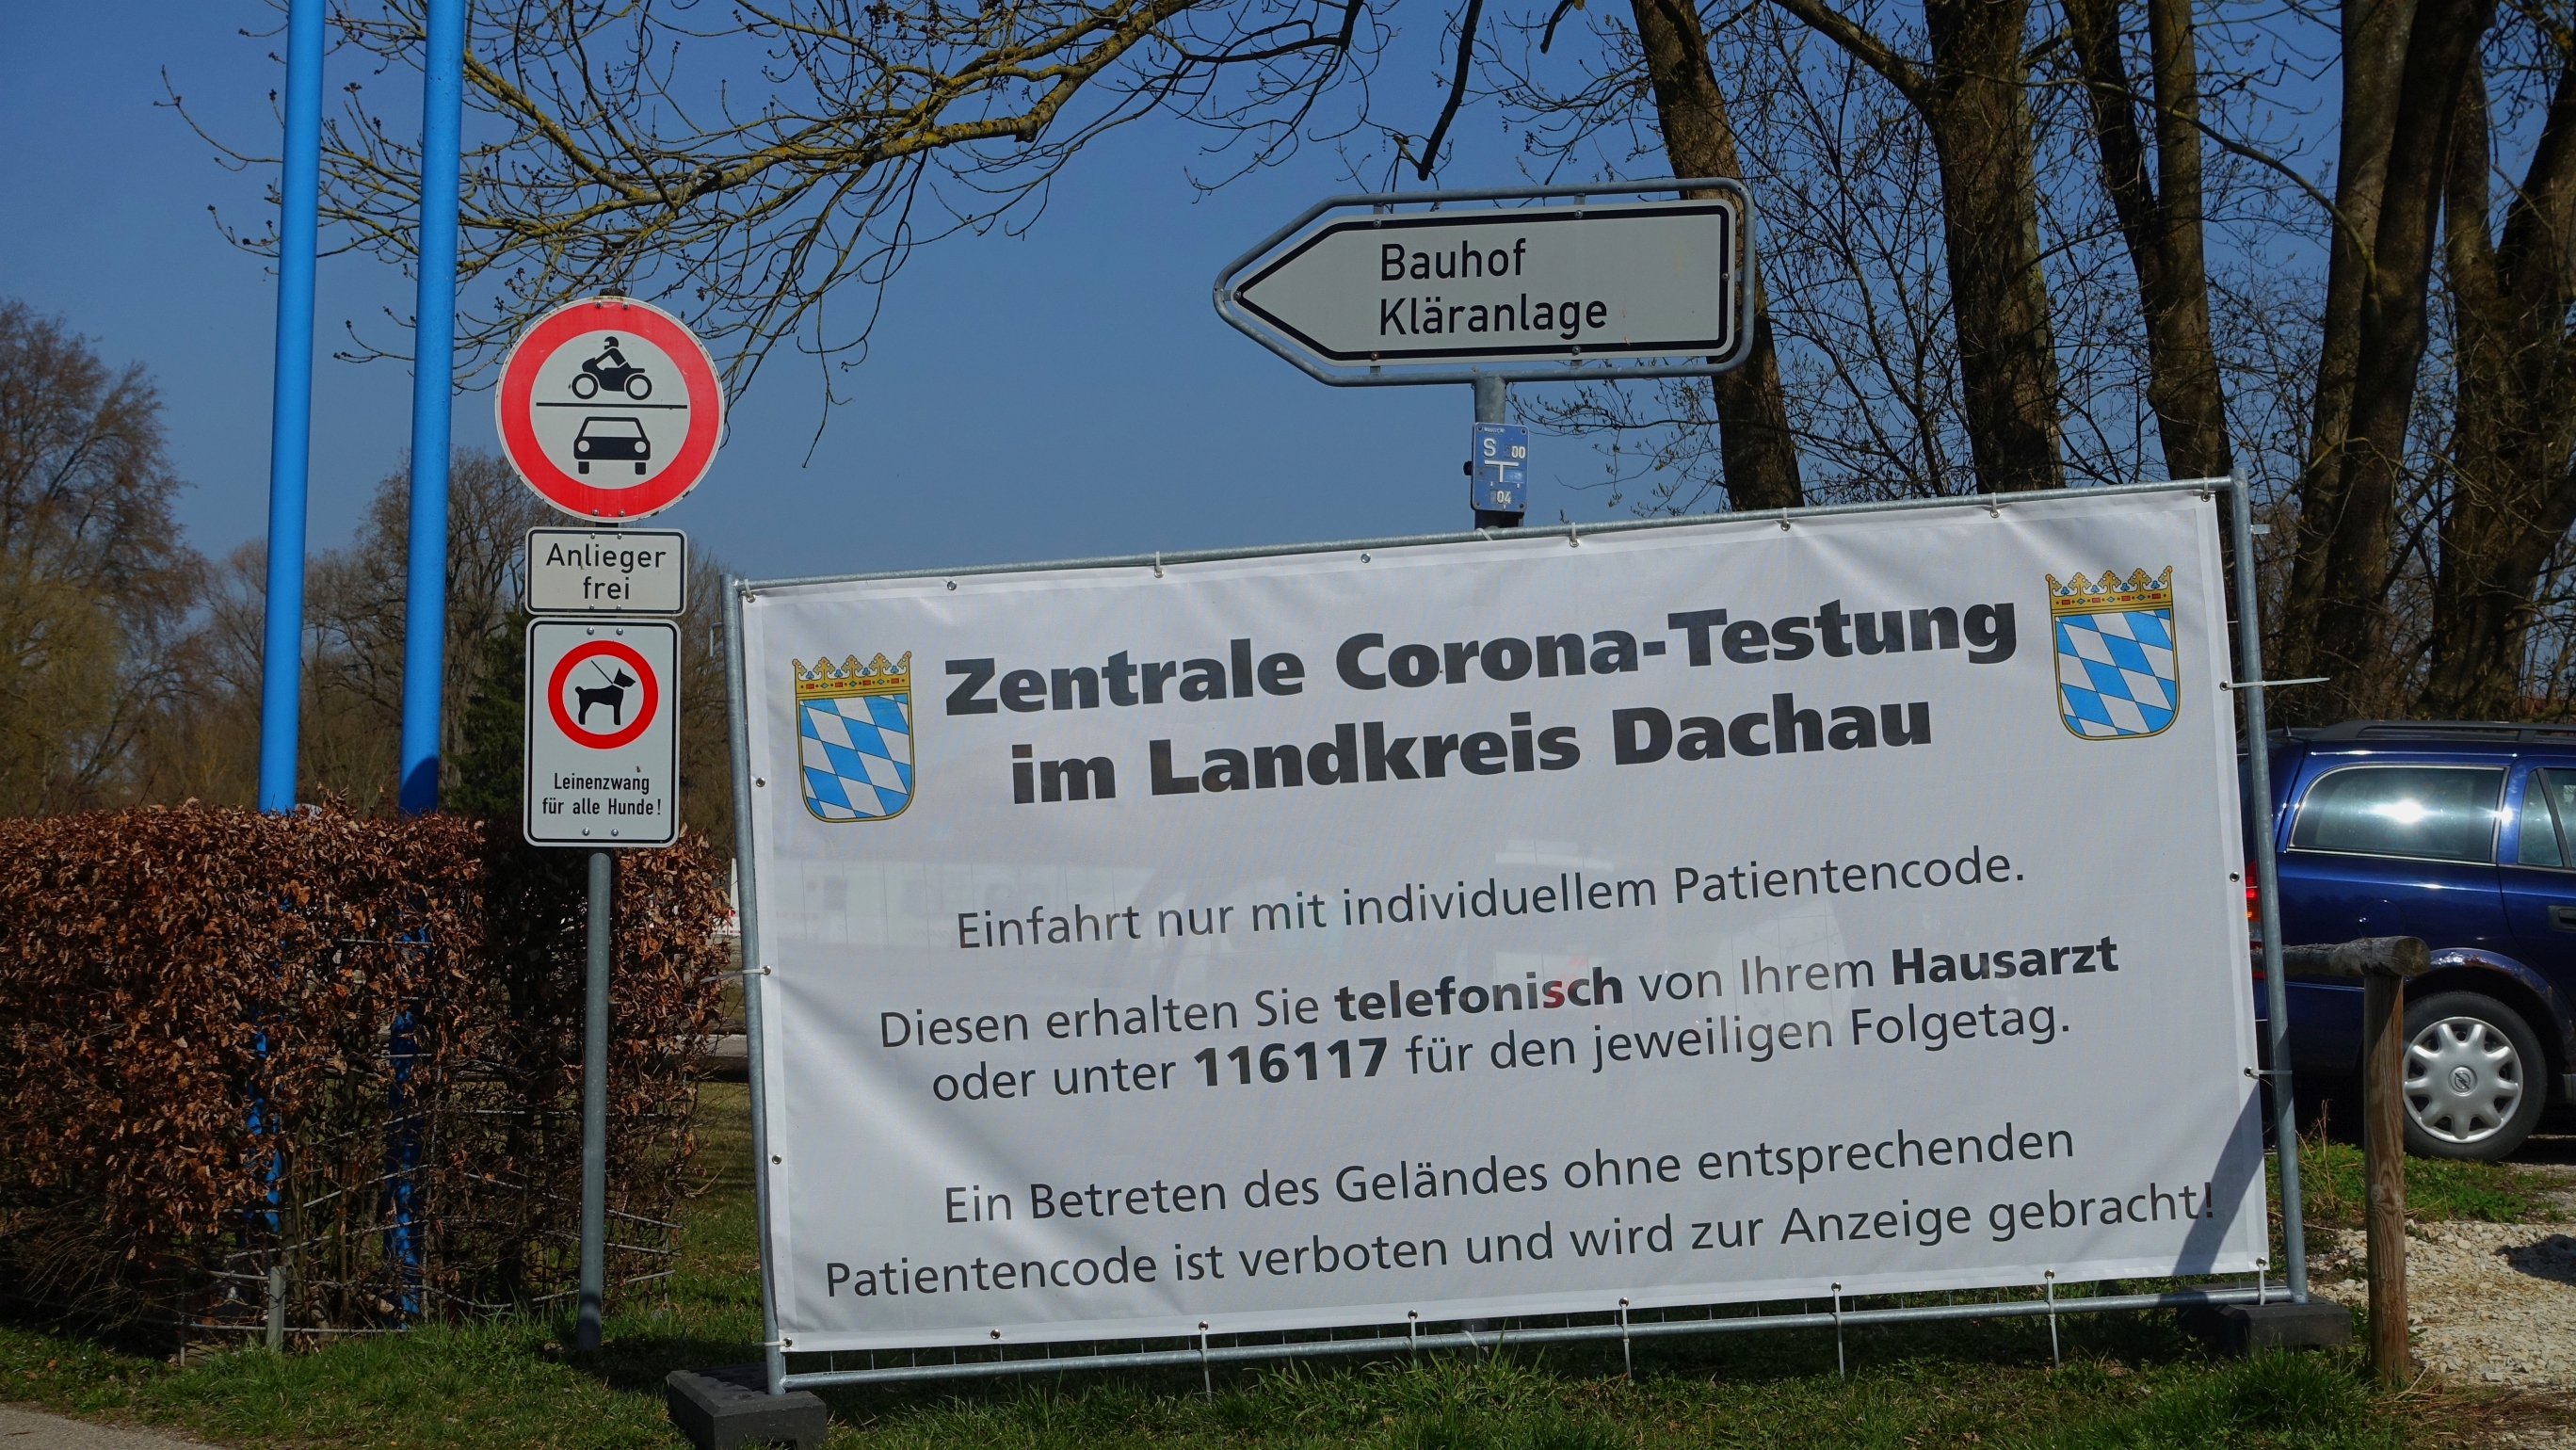 Bauhof
Kläranlage
S 00
04
Anlieger
frei
Leinenzwang
für alle Hunde!
Zentrale Corona-Testung
im Landkreis Dachau
Einfahrt nur mit individuellem Patientencode.
Diesen erhalten Sie telefonisch von Ihrem Hausarzt
oder unter 116117 für den jeweiligen Folgetag.
Ein Betreten des Geländes ohne entsprechenden
Patientencode ist verboten und wird zur Anzeige gebracht!